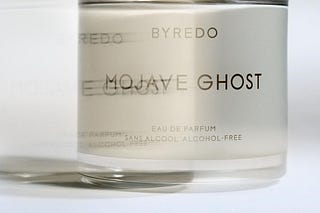 BYREDO
MOJAVE GHOST
EAU DE PARFUM
SANS ALCOOL ALCOHOL-FREE